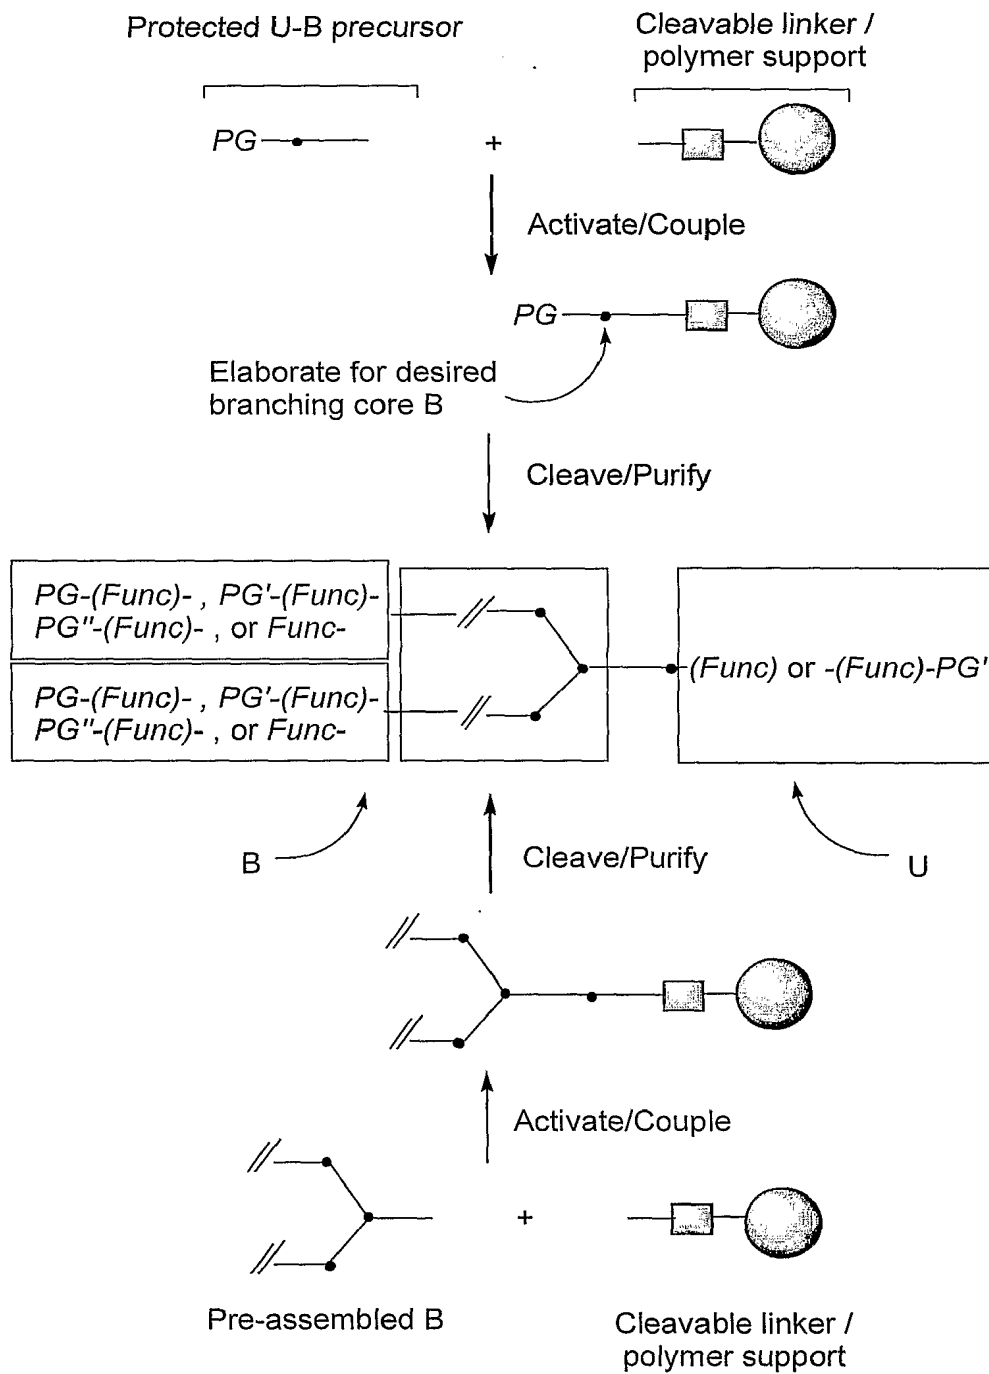 Protected U-B precursor
Cleavable linker /
polymer support
PG
+
Activate/Couple
PG
Elaborate for desired
branching core B
Cleave/Purify
PG-(Func)- , PG'-(Func)-
PG"-(Func)- , or Func-
PG-(Func)- , PG'-(Func)-
PG"-(Func)- , or Func-
(Func) or -(Func)-PG'
B
Cleave/Purify
U
Activate/Couple
+
Pre-assembled B
Cleavable linker /
polymer support